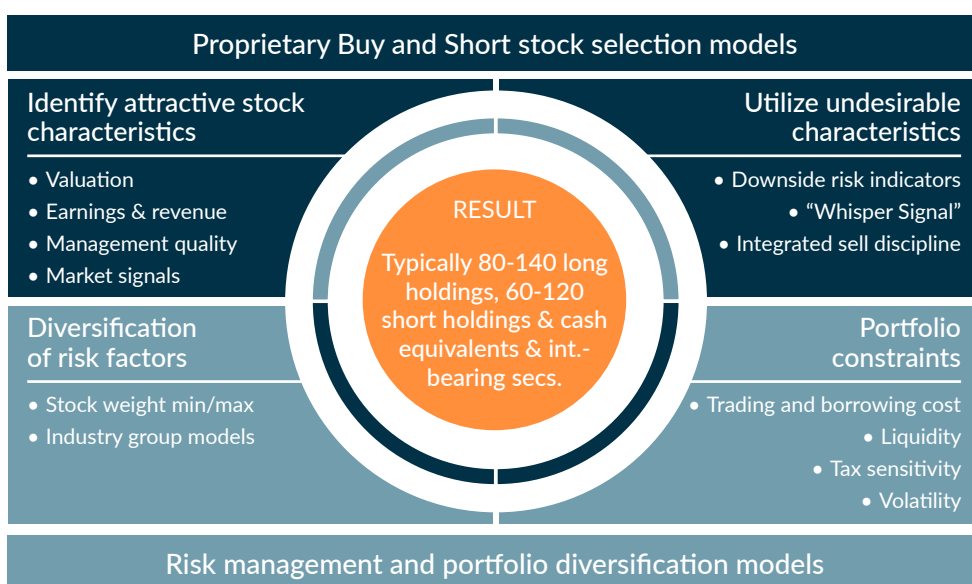 Proprietary Buy and Short stock selection models
Identify attractive stock
characteristics
• Valuation
• Earnings & revenue
• Management quality
• Market signals
Utilize undesirable
characteristics
• Downside risk indicators
• “Whisper Signal”
• Integrated sell discipline
RESULT
Typically 80-140 long
holdings, 60-120
short holdings & cash
equivalents & int.-
bearing secs.
Diversification
of risk factors
• Stock weight min/max
• Industry group models
Portfolio
constraints
• Trading and borrowing cost
• Liquidity
• Tax sensitivity
• Volatility
Risk management and portfolio diversification models